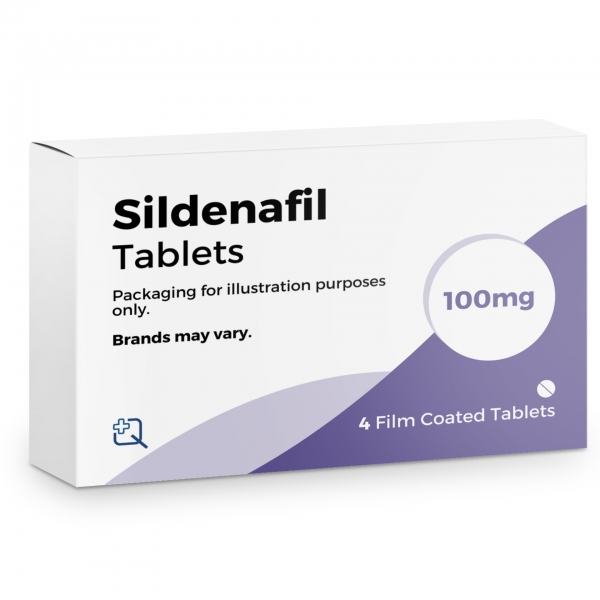 Sildenafil
Tablets
Packaging for illustration purposes
only.
Brands may vary.
100mg
4 Film Coated Tablets